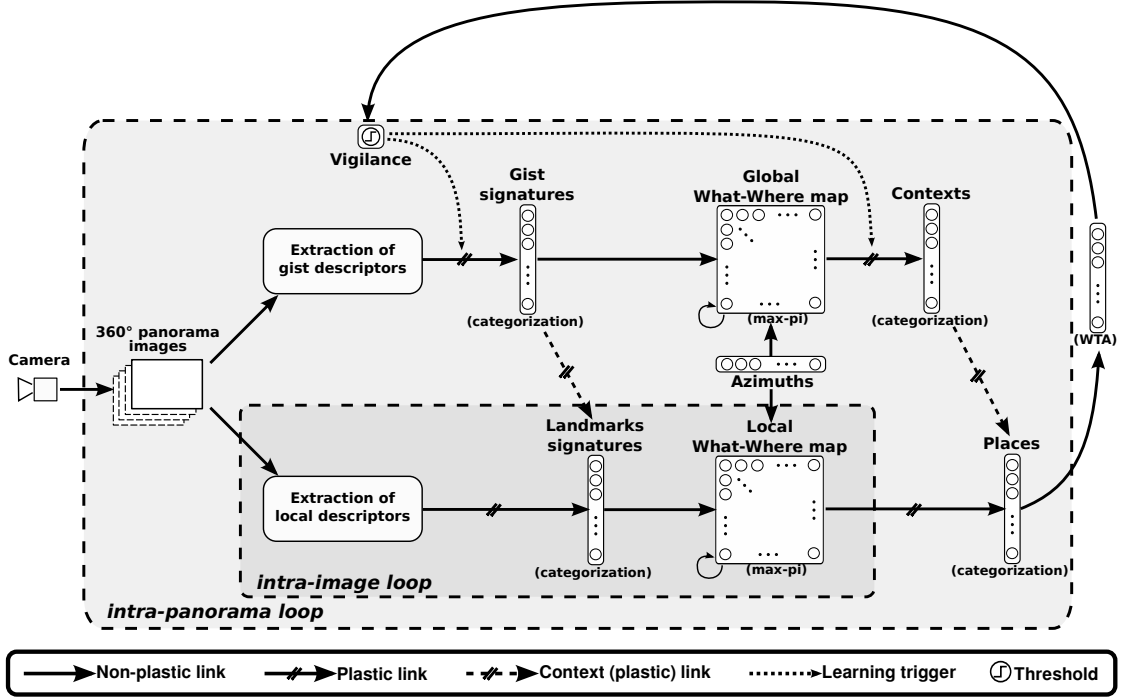 Vigilance
Gist
signatures
Global
What-Where map
Contexts
Extraction of
gist descriptors
(categorization)
(max-pi)
(categorization)
(WTA)
360° panorama
images
Camera
Azimuths
Landmarks
signatures
Local
What-Where map
Places
Extraction of
local descriptors
(categorization)
(max-pi)
(categorization)
intra-image loop
intra-panorama loop
Non-plastic link
Plastic link
Context (plastic) link
Learning trigger
Threshold